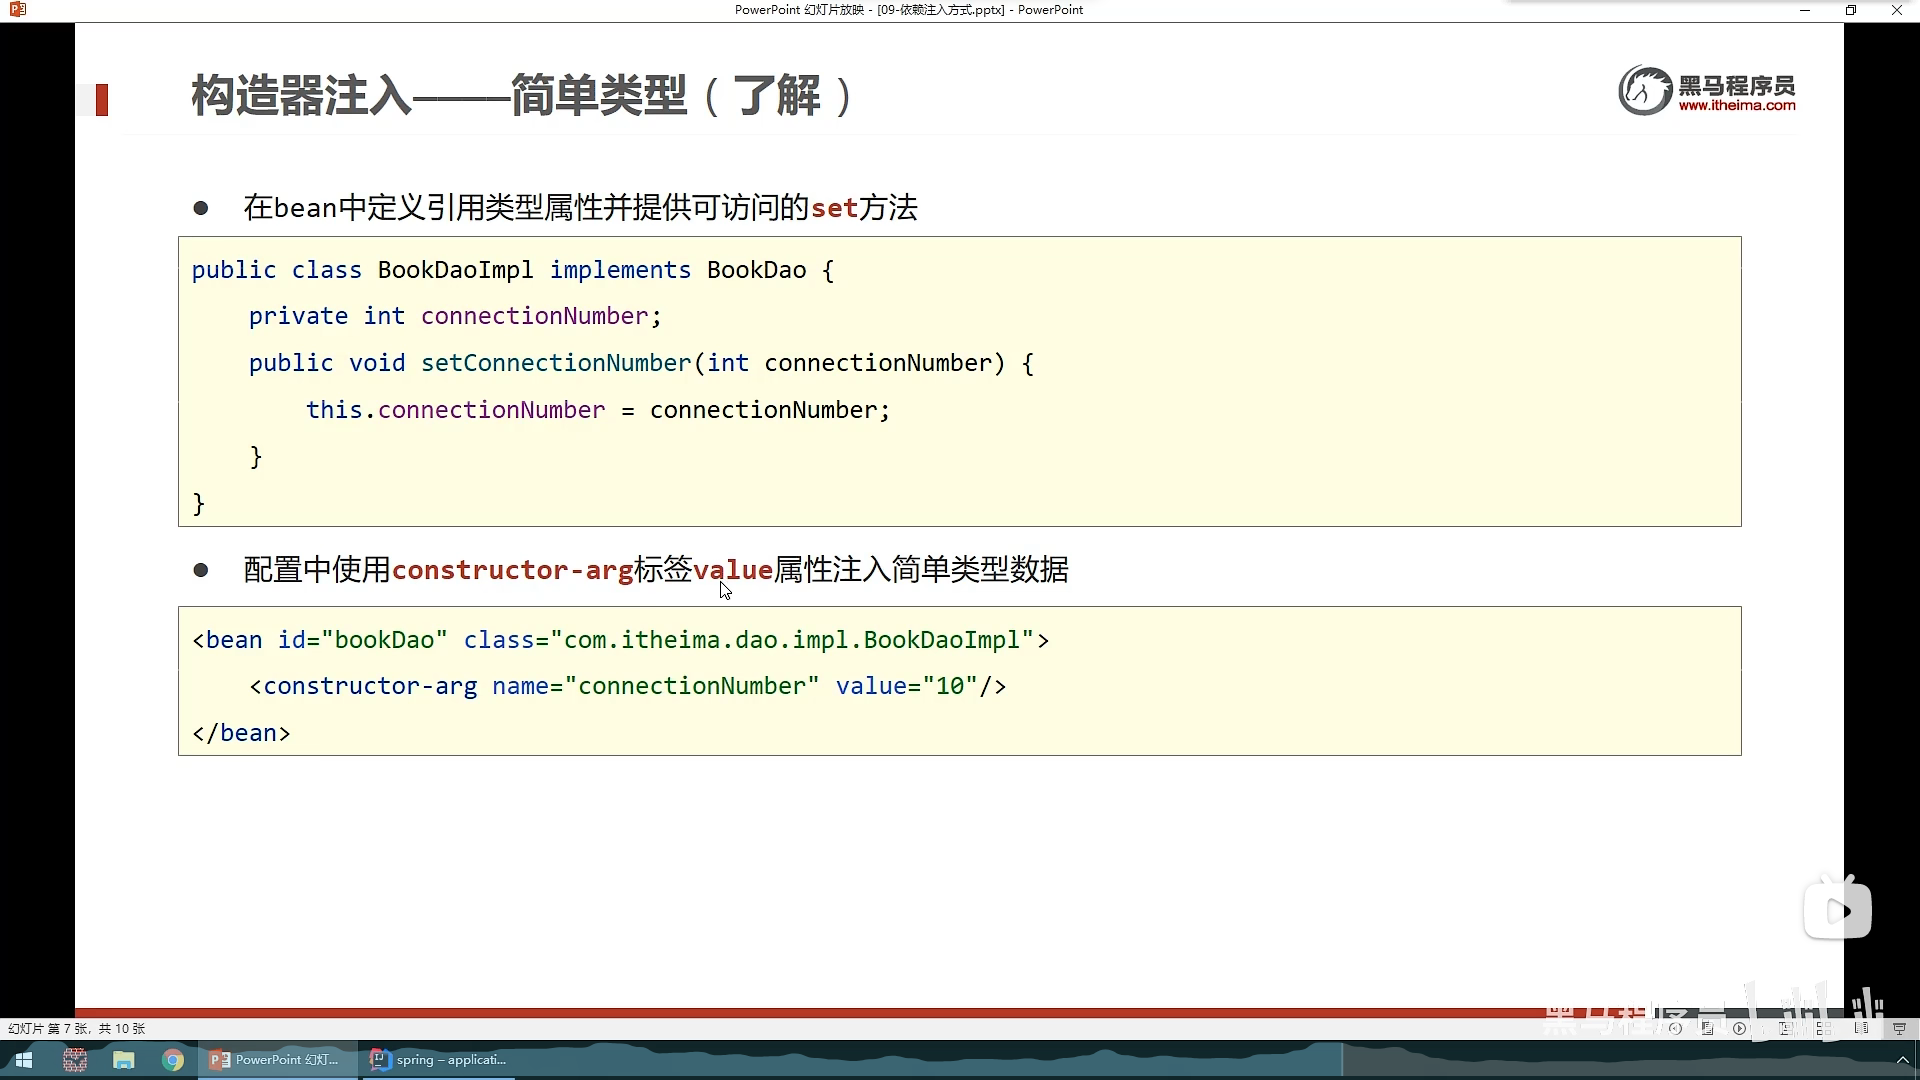 PowerPoint 幻灯片放映 - [09-依赖注入方式.pptx] - PowerPoint
构造器注入——简单类型（了解）
黑马程序员
www.itheima.com
● 在bean中定义引用类型属性并提供可访问的set方法
public class BookDaoImpl implements BookDao {
    private int connectionNumber;
    public void setConnectionNumber(int connectionNumber) {
        this.connectionNumber = connectionNumber;
    }
}
● 配置中使用constructor-arg标签value属性注入简单类型数据
<bean id="bookDao" class="com.itheima.dao.impl.BookDaoImpl">
    <constructor-arg name="connectionNumber" value="10"/>
</bean>
黑马程序员
幻灯片 第 7 张，共 10 张
PowerPoint 幻灯...
spring – applicati...